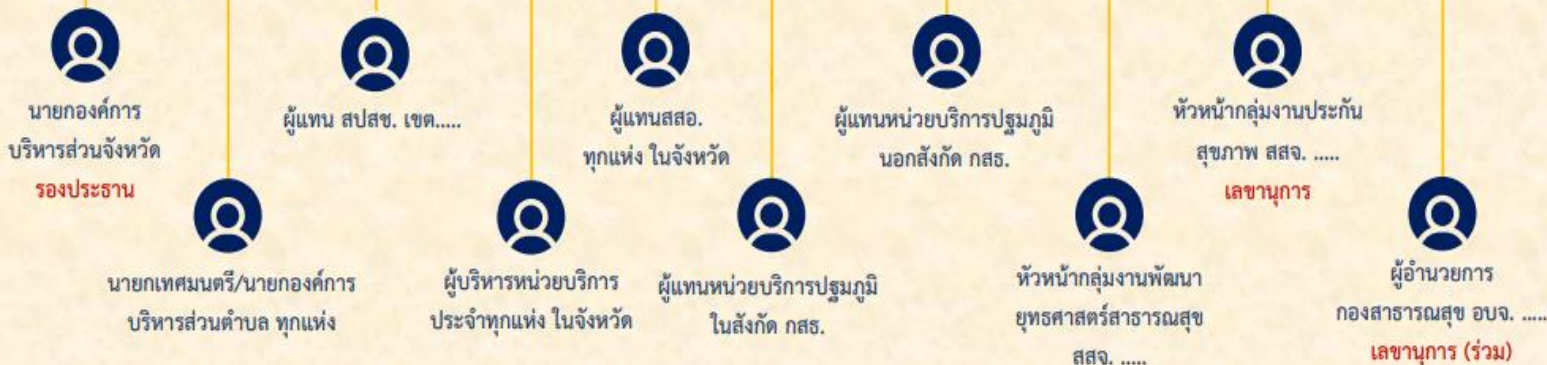 นายกองค์การ
บริหารส่วนจังหวัด
รองประธาน
ผู้แทน สปสช. เขต.....
ผู้แทนสสอ.
ทุกแห่ง ในจังหวัด
ผู้แทนหน่วยบริการปฐมภูมิ
นอกสังกัด กสธ.
หัวหน้ากลุ่มงานประกัน
สุขภาพ สสจ. .....
เลขานุการ
นายกเทศมนตรี/นายกองค์การ
บริหารส่วนตำบล ทุกแห่ง
ผู้บริหารหน่วยบริการ
ประจำทุกแห่ง ในจังหวัด
ผู้แทนหน่วยบริการปฐมภูมิ
ในสังกัด กสธ.
หัวหน้ากลุ่มงานพัฒนา
ยุทธศาสตร์สาธารณสุข
สสจ. .....
ผู้อำนวยการ
กองสาธารณสุข อบจ. .....
เลขานุการ (ร่วม)